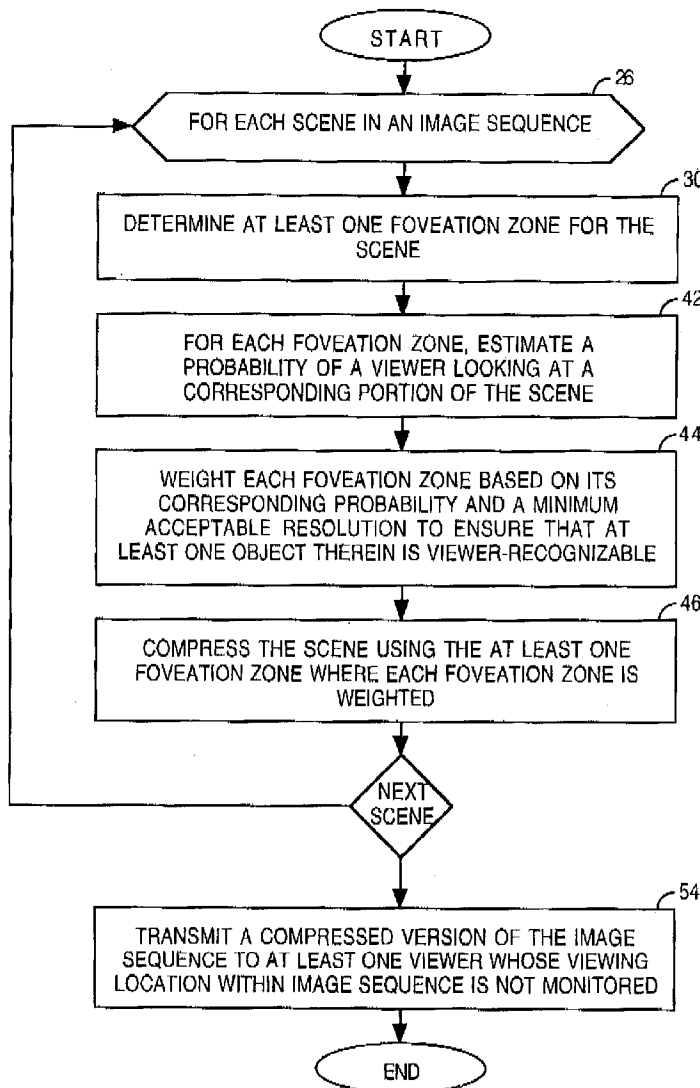 START
26
FOR EACH SCENE IN AN IMAGE SEQUENCE
30
DETERMINE AT LEAST ONE FOVEATION ZONE FOR THE
SCENE
42
FOR EACH FOVEATION ZONE, ESTIMATE A
PROBABILITY OF A VIEWER LOOKING AT A
CORRESPONDING PORTION OF THE SCENE
44
WEIGHT EACH FOVEATION ZONE BASED ON ITS
CORRESPONDING PROBABILITY AND A MINIMUM
ACCEPTABLE RESOLUTION TO ENSURE THAT AT
LEAST ONE OBJECT THEREIN IS VIEWER-RECOGNIZABLE
46
COMPRESS THE SCENE USING THE AT LEAST ONE
FOVEATION ZONE WHERE EACH FOVEATION ZONE IS
WEIGHTED
NEXT
SCENE
54
TRANSMIT A COMPRESSED VERSION OF THE IMAGE
SEQUENCE TO AT LEAST ONE VIEWER WHOSE VIEWING
LOCATION WITHIN IMAGE SEQUENCE IS NOT MONITORED
END